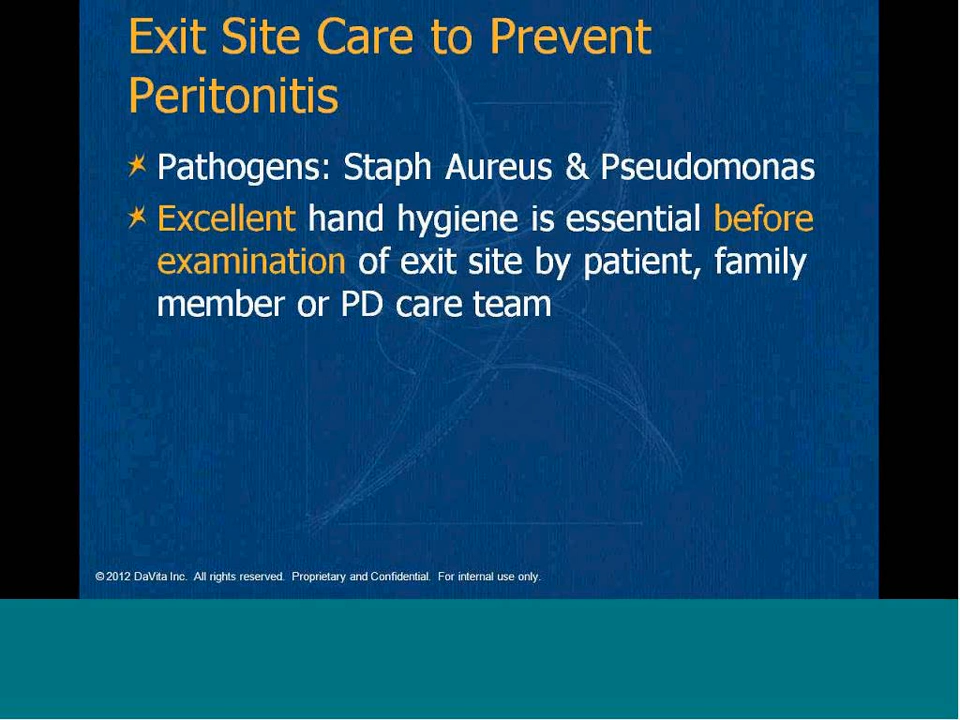 Exit Site Care to Prevent
Peritonitis
Pathogens: Staph Aureus & Pseudomonas
Excellent hand hygiene is essential before
examination of exit site by patient, family
member or PD care team
© 2012 DaVita Inc. All rights reserved. Proprietary and Confidential. For internal use only.